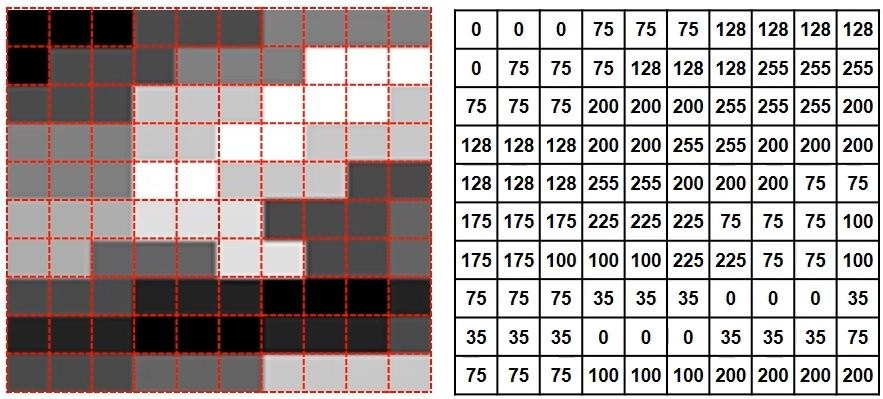 0 0 0 75 75 75 128 128 128 128
0 75 75 75 128 128 128 255 255 255
75 75 75 200 200 200 255 255 255 200
128 128 128 200 200 255 255 200 200 200
128 128 128 255 255 200 200 200 75 75
175 175 175 225 225 225 75 75 75 100
175 175 100 100 100 225 225 75 75 100
75 75 75 35 35 35 0 0 0 35
35 35 35 0 0 0 35 35 35 75
75 75 75 100 100 100 200 200 200 200